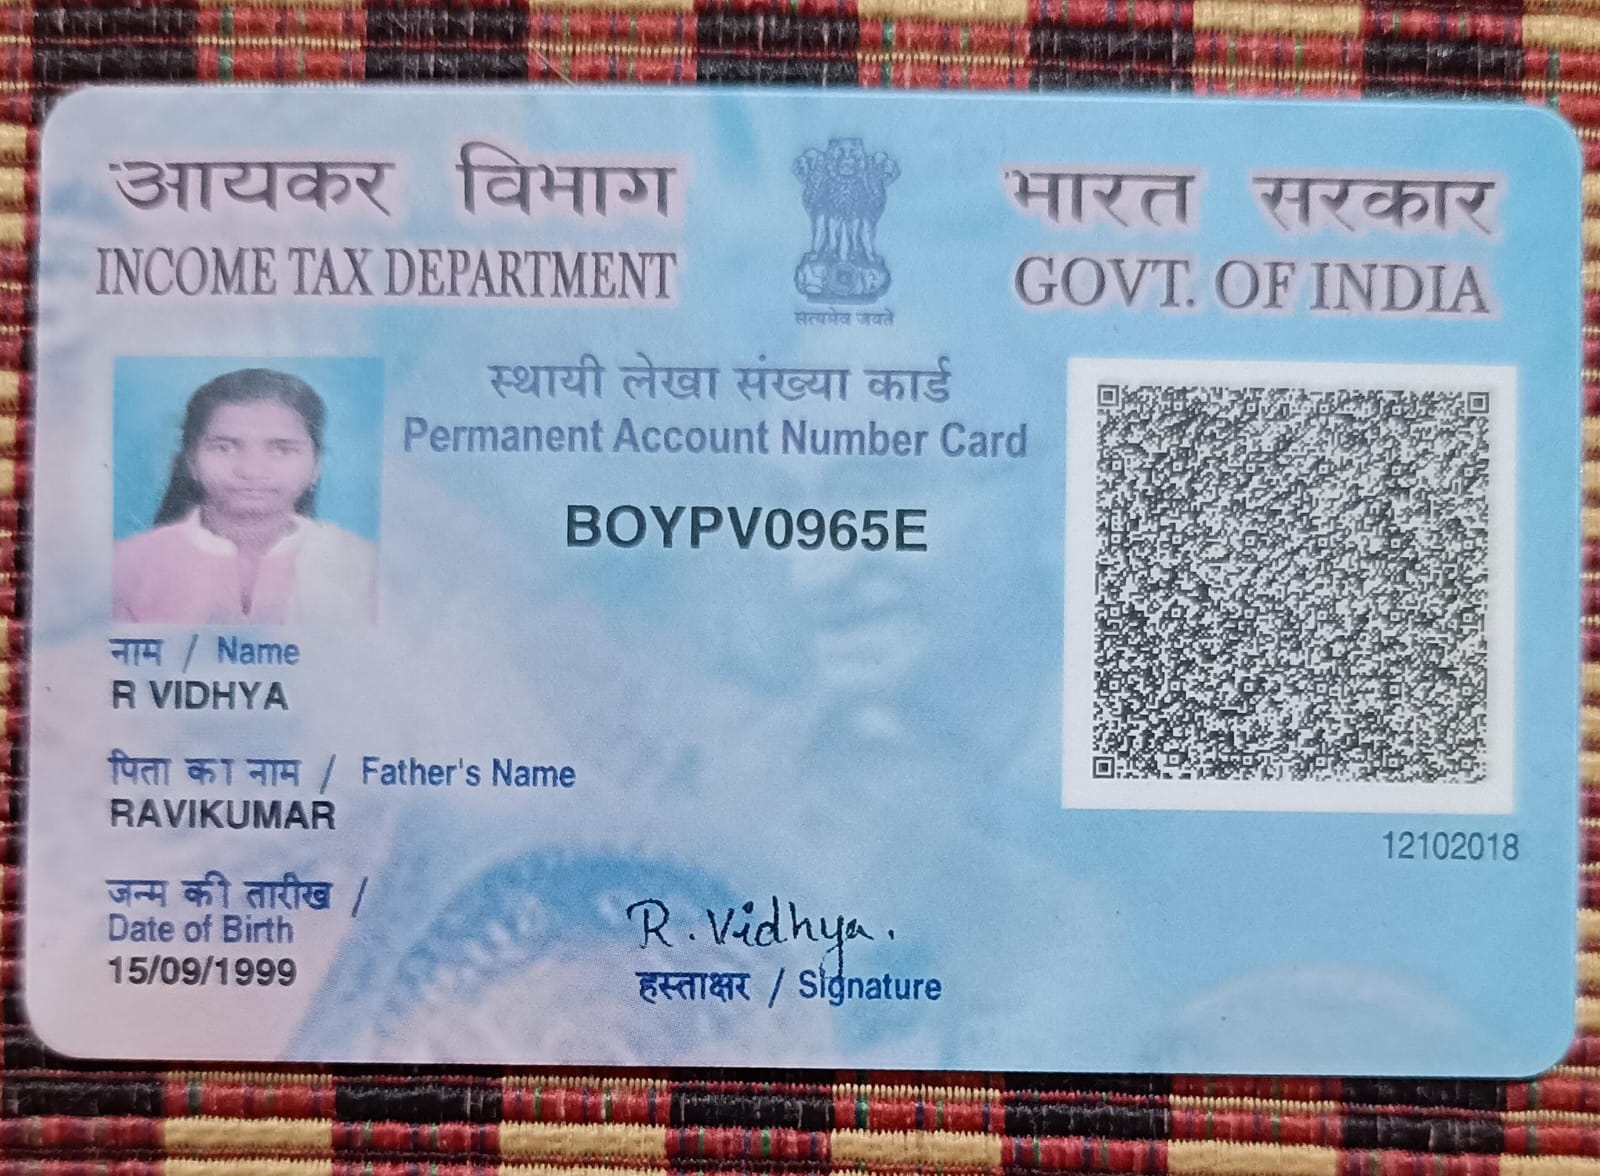 आयकर विभाग
INCOME TAX DEPARTMENT
सत्यमेव जयते
भारत सरकार
GOVT. OF INDIA
स्थायी लेखा संख्या कार्ड
Permanent Account Number Card
BOYPV0965E
नाम / Name
R VIDHYA
पिता का नाम / Father's Name
RAVIKUMAR
जन्म की तारीख /
Date of Birth
15/09/1999
R. Vidhya.
हस्ताक्षर / Signature
12102018